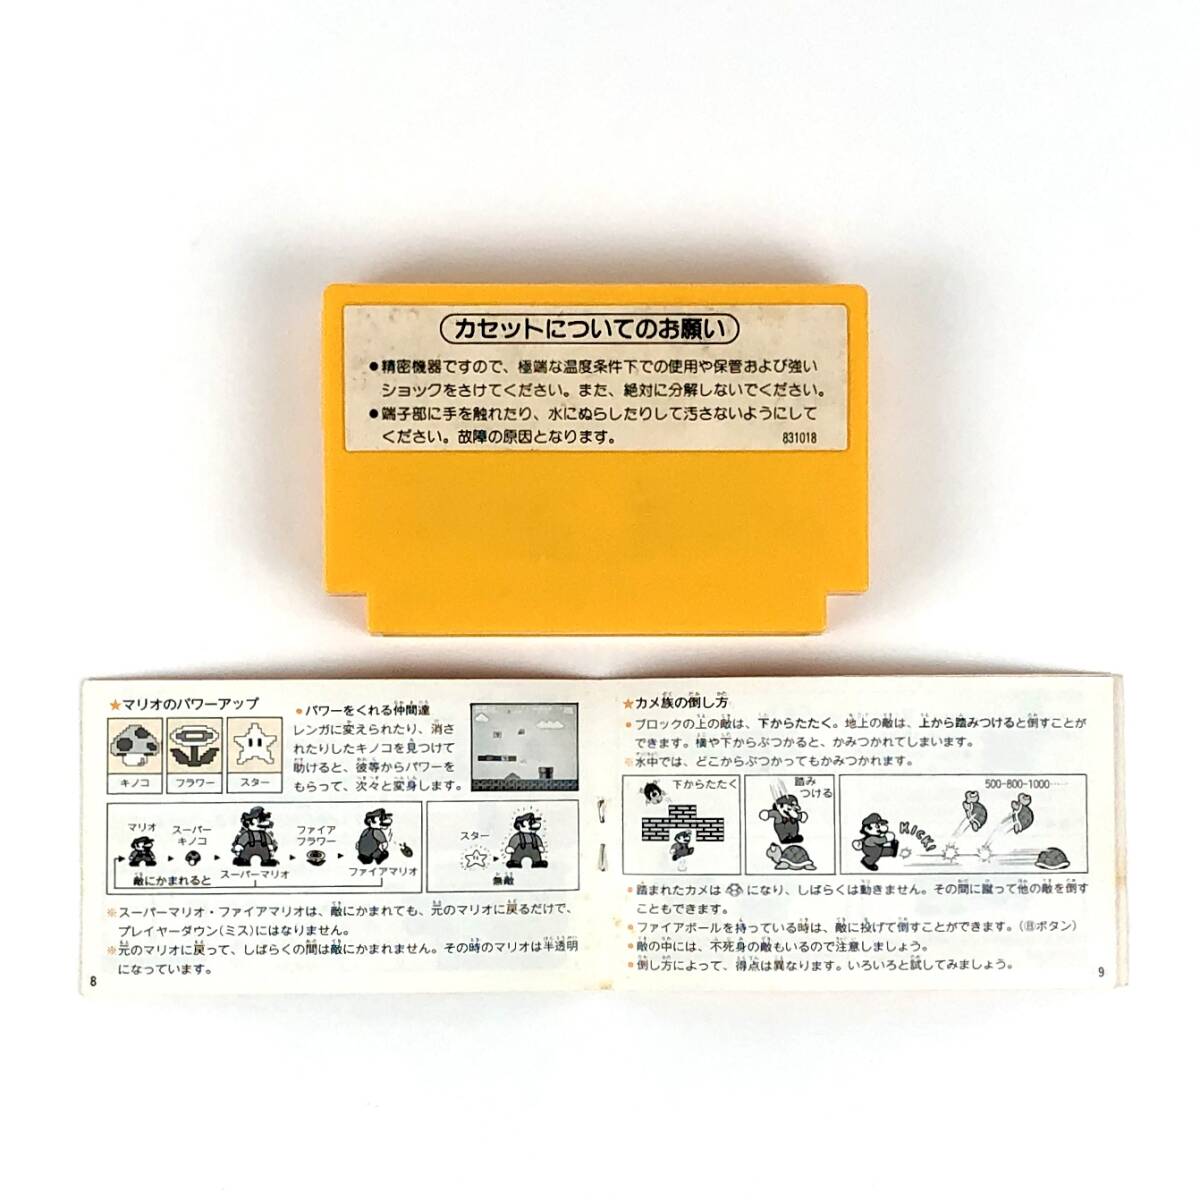 カセットについてのお願い
●精密機器ですので、極端な温度条件下での使用や保管および強い
ショックをさけてください。また、絶対に分解しないでください。
●端子部に手を触れたり、水にぬらしたりして汚さないようにして
ください。故障の原因となります。
831018
★マリオのパワーアップ
キノコ
フラワー
スター
●パワーをくれる仲間達
レンガに変えられたり、消さ
れたりしたキノコを見つけて
助けると、彼等からパワーを
もらって、次々と変身します。
マリオ
スーパー
キノコ
ファイア
フラワー
敵にかまれると
スーパーマリオ
ファイアマリオ
スター
無敵
※スーパーマリオ・ファイアマリオは、敵にかまれても、元のマリオに戻るだけで、
プレイヤーダウン(ミス)にはなりません。
※元のマリオに戻って、しばらくの間は敵にかまれません。その時のマリオは半透明
になっています。
8
★カメ族の倒し方
●ブロックの上の敵は、下からたたく。地上の敵は、上から踏みつけると倒すことが
できます。横や下からぶつかると、かみつかれてしまいます。
※水中では、どこからぶつかってもかみつかれます。
下からたたく
踏み
つける
KICK!
500-800-1000……
●踏まれたカメは になり、しばらくは動きません。その間に蹴って他の敵を倒す
こともできます。
●ファイアボールを持っている時は、敵に投げて倒すことができます。(Ⓑボタン)
●敵の中には、不死身の敵もいるので注意しましょう。
●倒し方によって、得点は異なります。いろいろと試してみましょう。
9